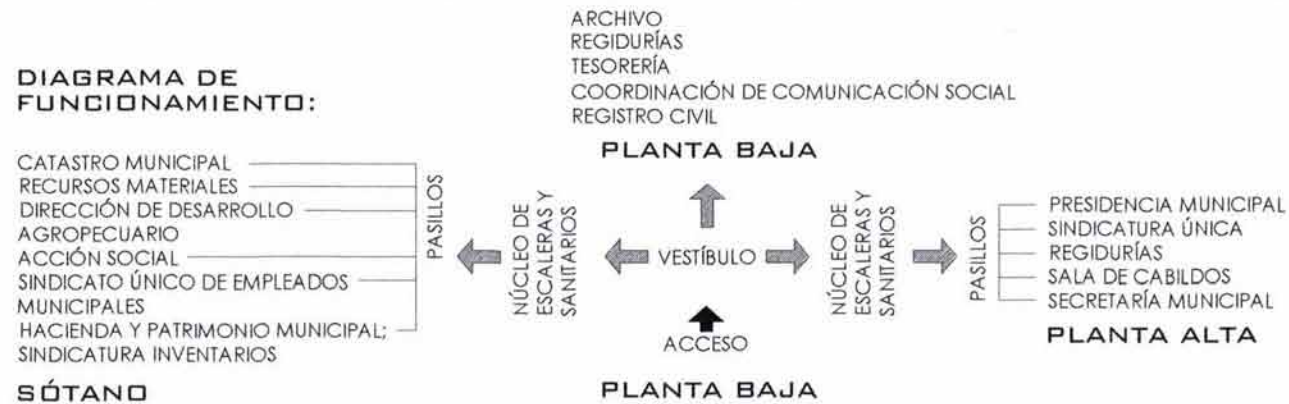 DIAGRAMA DE
FUNCIONAMIENTO:
ARCHIVO
REGIDURÍAS
TESORERÍA
COORDINACIÓN DE COMUNICACIÓN SOCIAL
REGISTRO CIVIL
PLANTA BAJA
CATASTRO MUNICIPAL
RECURSOS MATERIALES
DIRECCIÓN DE DESARROLLO
AGROPECUARIO
ACCIÓN SOCIAL
SINDICATO ÚNICO DE EMPLEADOS
MUNICIPALES
HACIENDA Y PATRIMONIO MUNICIPAL;
SINDICATURA INVENTARIOS
SÓTANO
PASILLOS
NÚCLEO DE
ESCALERAS Y
SANITARIOS
VESTÍBULO
ACCESO
PLANTA BAJA
NÚCLEO DE
ESCALERAS Y
SANITARIOS
PASILLOS
PRESIDENCIA MUNICIPAL
SINDICATURA ÚNICA
REGIDURÍAS
SALA DE CABILDOS
SECRETARÍA MUNICIPAL
PLANTA ALTA